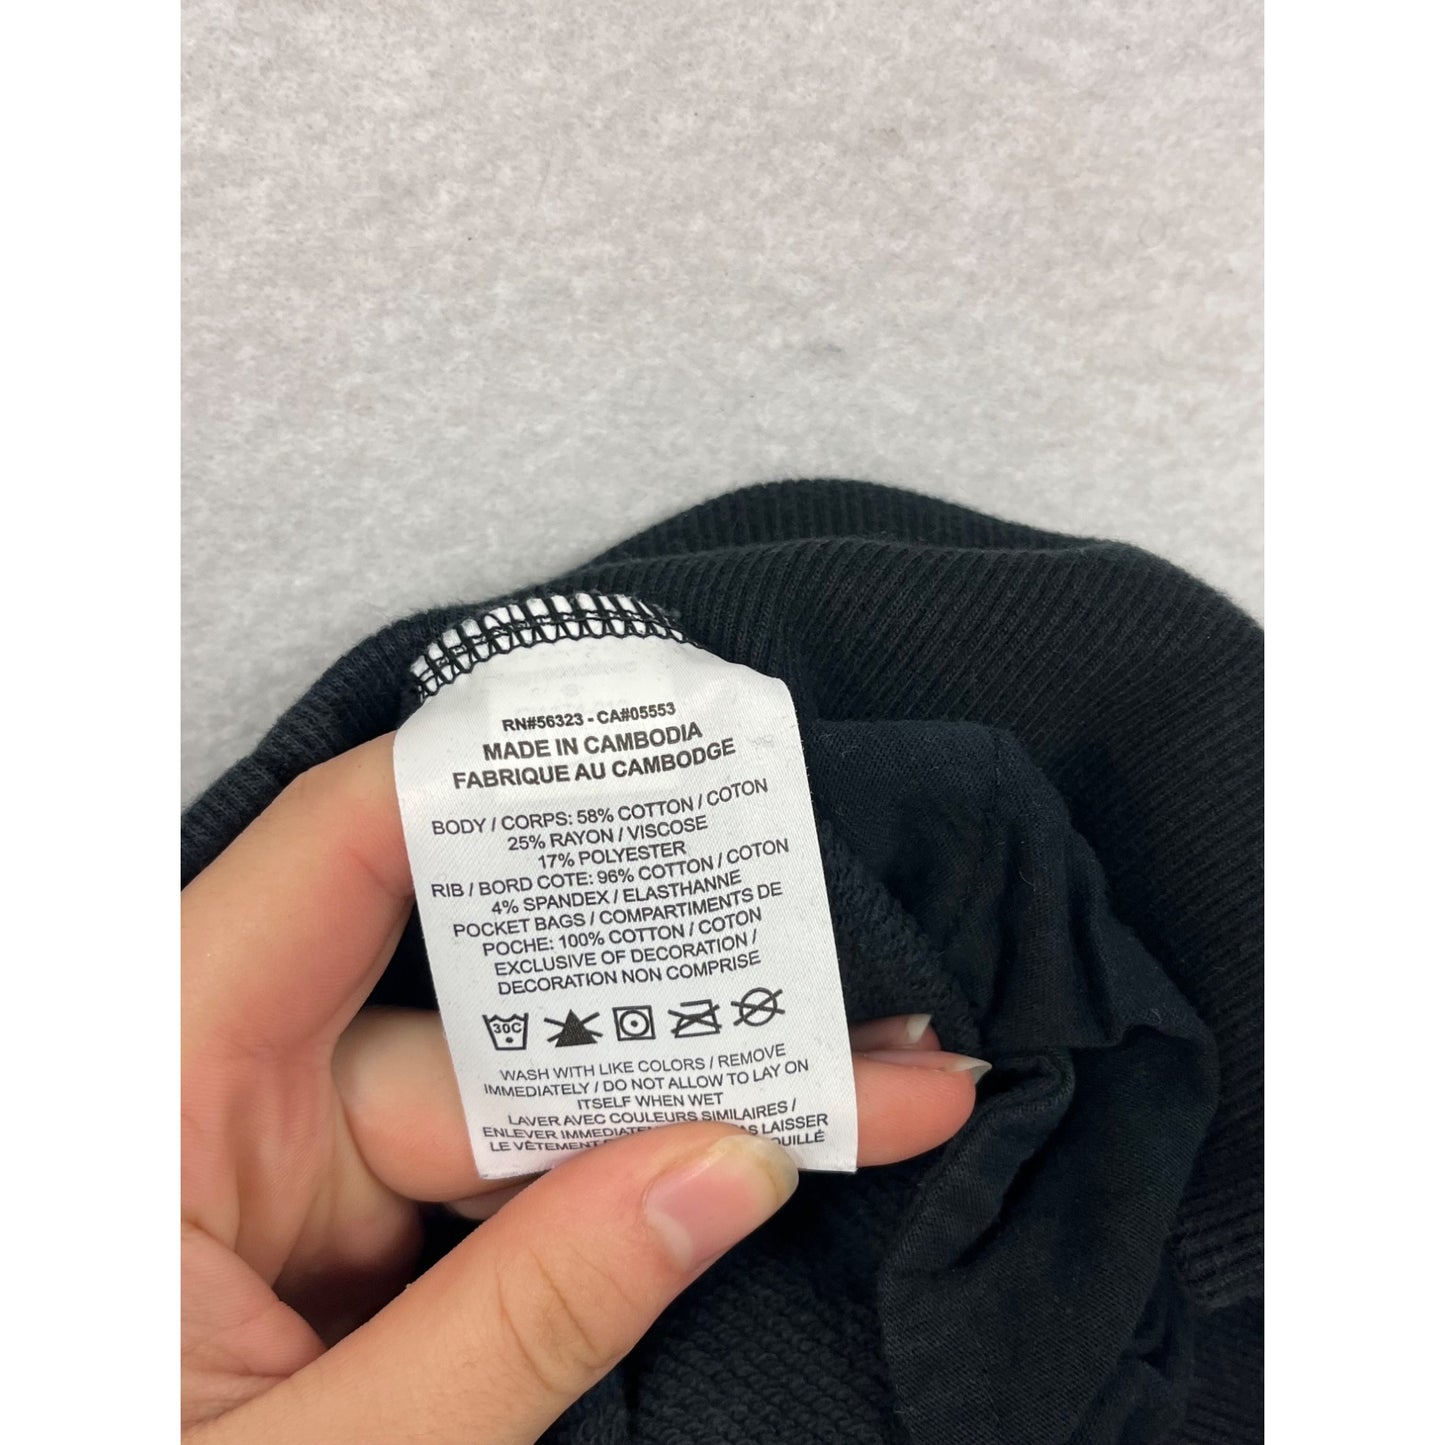 RN#56323 - CA#05553
MADE IN CAMBODIA
FABRIQUE AU CAMBODGE
BODY / CORPS: 58% COTTON / COTON
25% RAYON / VISCOSE
17% POLYESTER
RIB / BORD COTE: 96% COTTON / COTON
4% SPANDEX / ELASTHANNE
POCKET BAGS / COMPARTIMENTS DE
POCHE: 100% COTTON / COTON
EXCLUSIVE OF DECORATION /
DECORATION NON COMPRISE
30C
WASH WITH LIKE COLORS / REMOVE
IMMEDIATELY / DO NOT ALLOW TO LAY ON
ITSELF WHEN WET
LAVER AVEC COULEURS SIMILAIRES /
ENLEVER LAISSER
LE